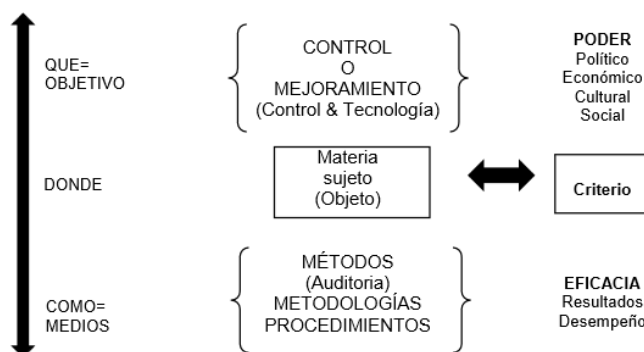 QUE=
OBJETIVO
CONTROL
O
MEJORAMIENTO
(Control & Tecnología)
PODER
Político
Económico
Cultural
Social
DONDE
Materia
sujeto
(Objeto)
Criterio
COMO=
MEDIOS
MÉTODOS
(Auditoria)
METODOLOGÍAS
PROCEDIMIENTOS
EFICACIA
Resultados
Desempeño